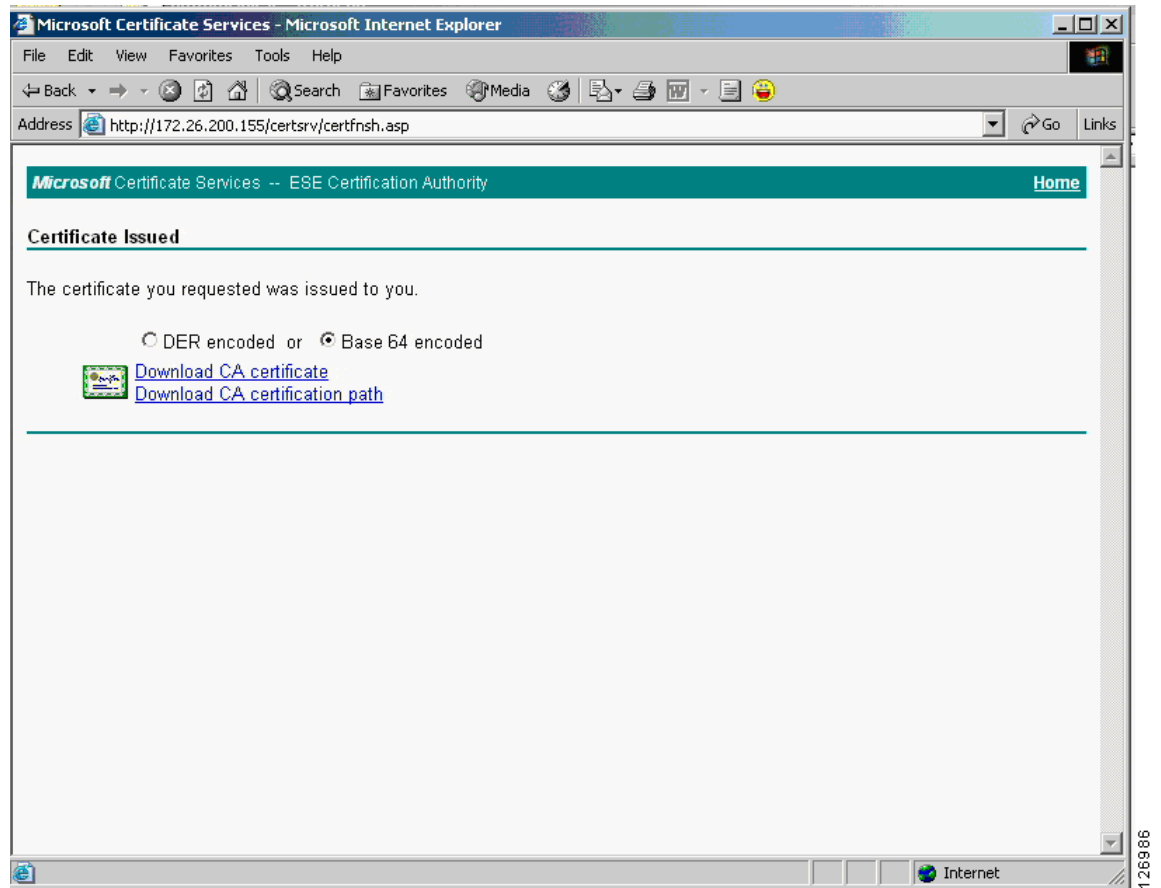 Microsoft Certificate Services - Microsoft Internet Explorer
File Edit View Favorites Tools Help
Back Search Favorites Media
Address http://172.26.200.155/certsrv/certfnsh.asp Go Links
Microsoft Certificate Services -- ESE Certification Authority Home
Certificate Issued
The certificate you requested was issued to you.
DER encoded or Base 64 encoded
Download CA certificate
Download CA certification path
Internet
126986